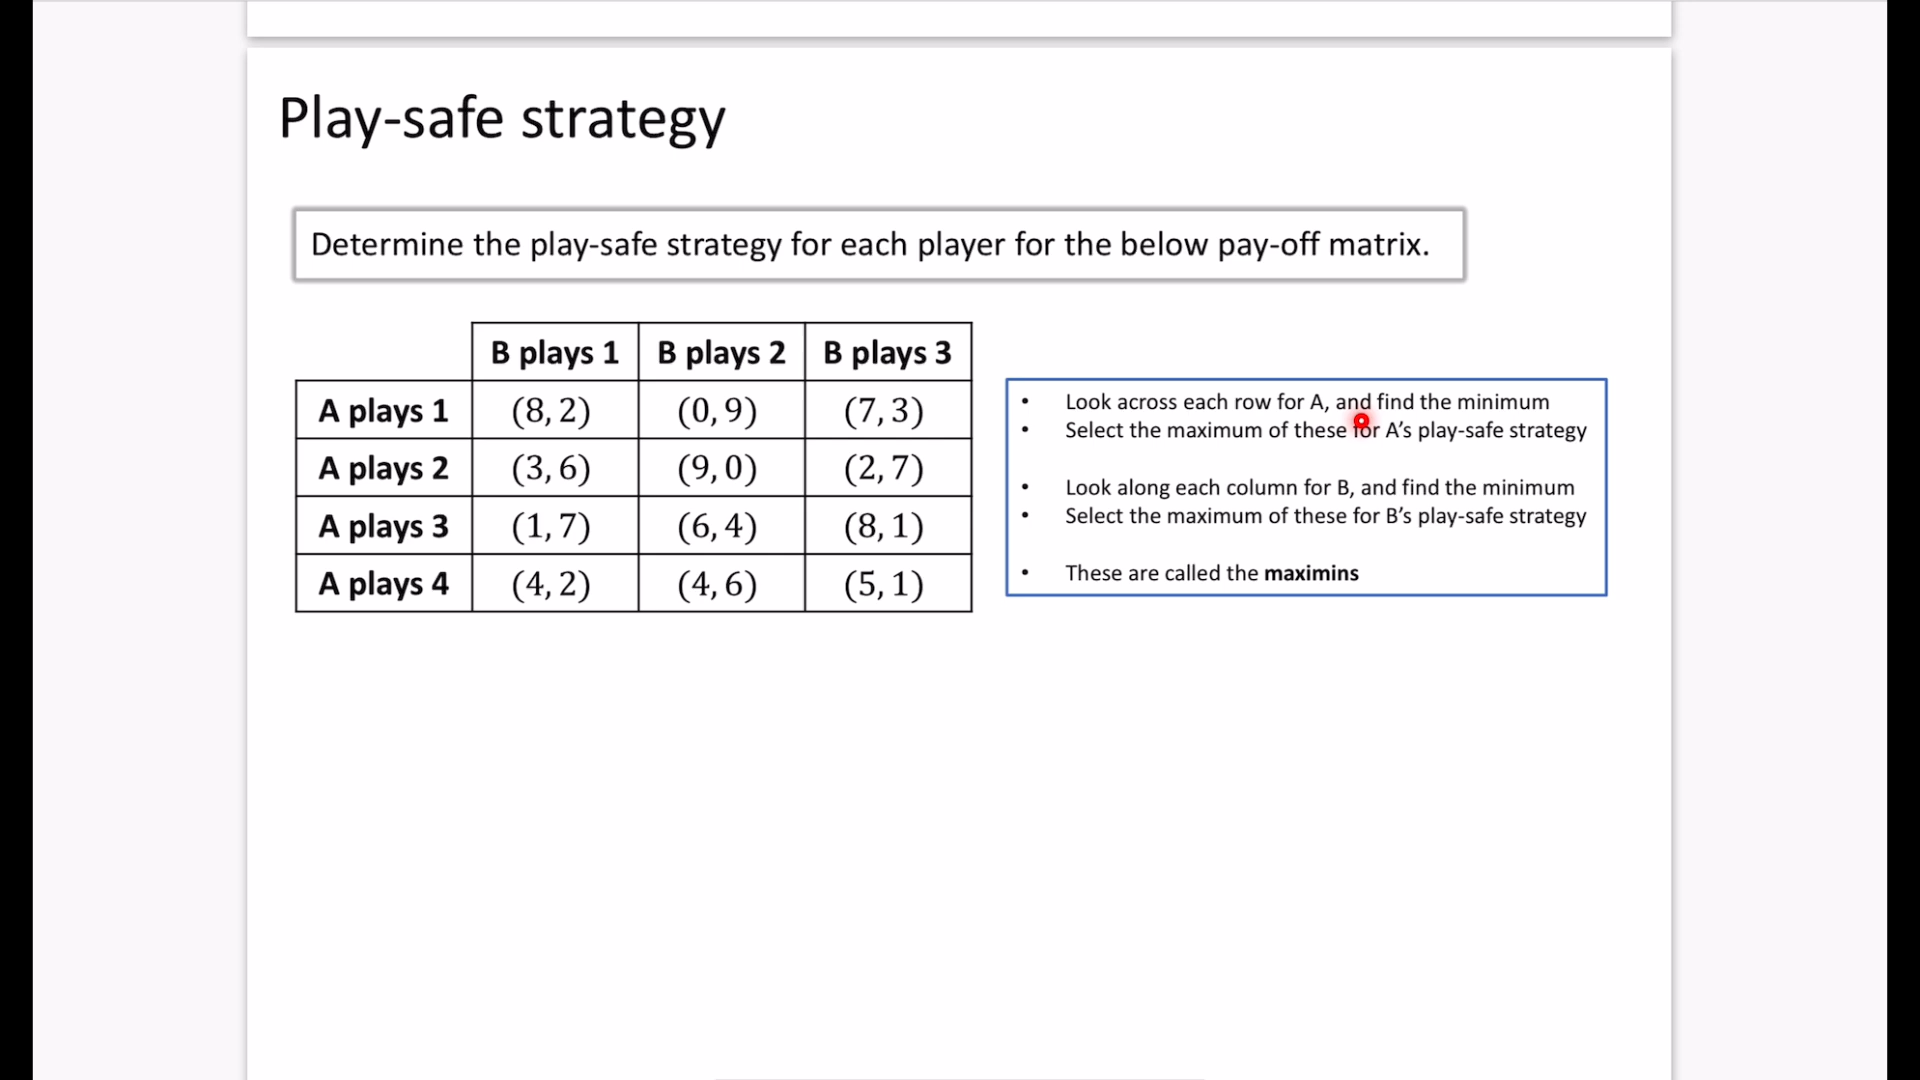 Play-safe strategy
Determine the play-safe strategy for each player for the below pay-off matrix.
B plays 1 B plays 2 B plays 3
A plays 1 (8, 2) (0, 9) (7, 3)
A plays 2 (3, 6) (9, 0) (2, 7)
A plays 3 (1, 7) (6, 4) (8, 1)
A plays 4 (4, 2) (4, 6) (5, 1)
• Look across each row for A, and find the minimum
• Select the maximum of these for A’s play-safe strategy
• Look along each column for B, and find the minimum
• Select the maximum of these for B’s play-safe strategy
• These are called the maximins